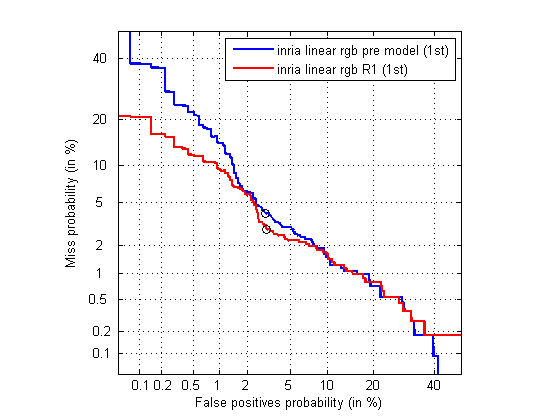 inria linear rgb pre model (1st)
inria linear rgb R1 (1st)
Miss probability (in %)
40
20
10
5
2
1
0.5
0.2
0.1
0.1 0.2 0.5 1 2 5 10 20 40
False positives probability (in %)